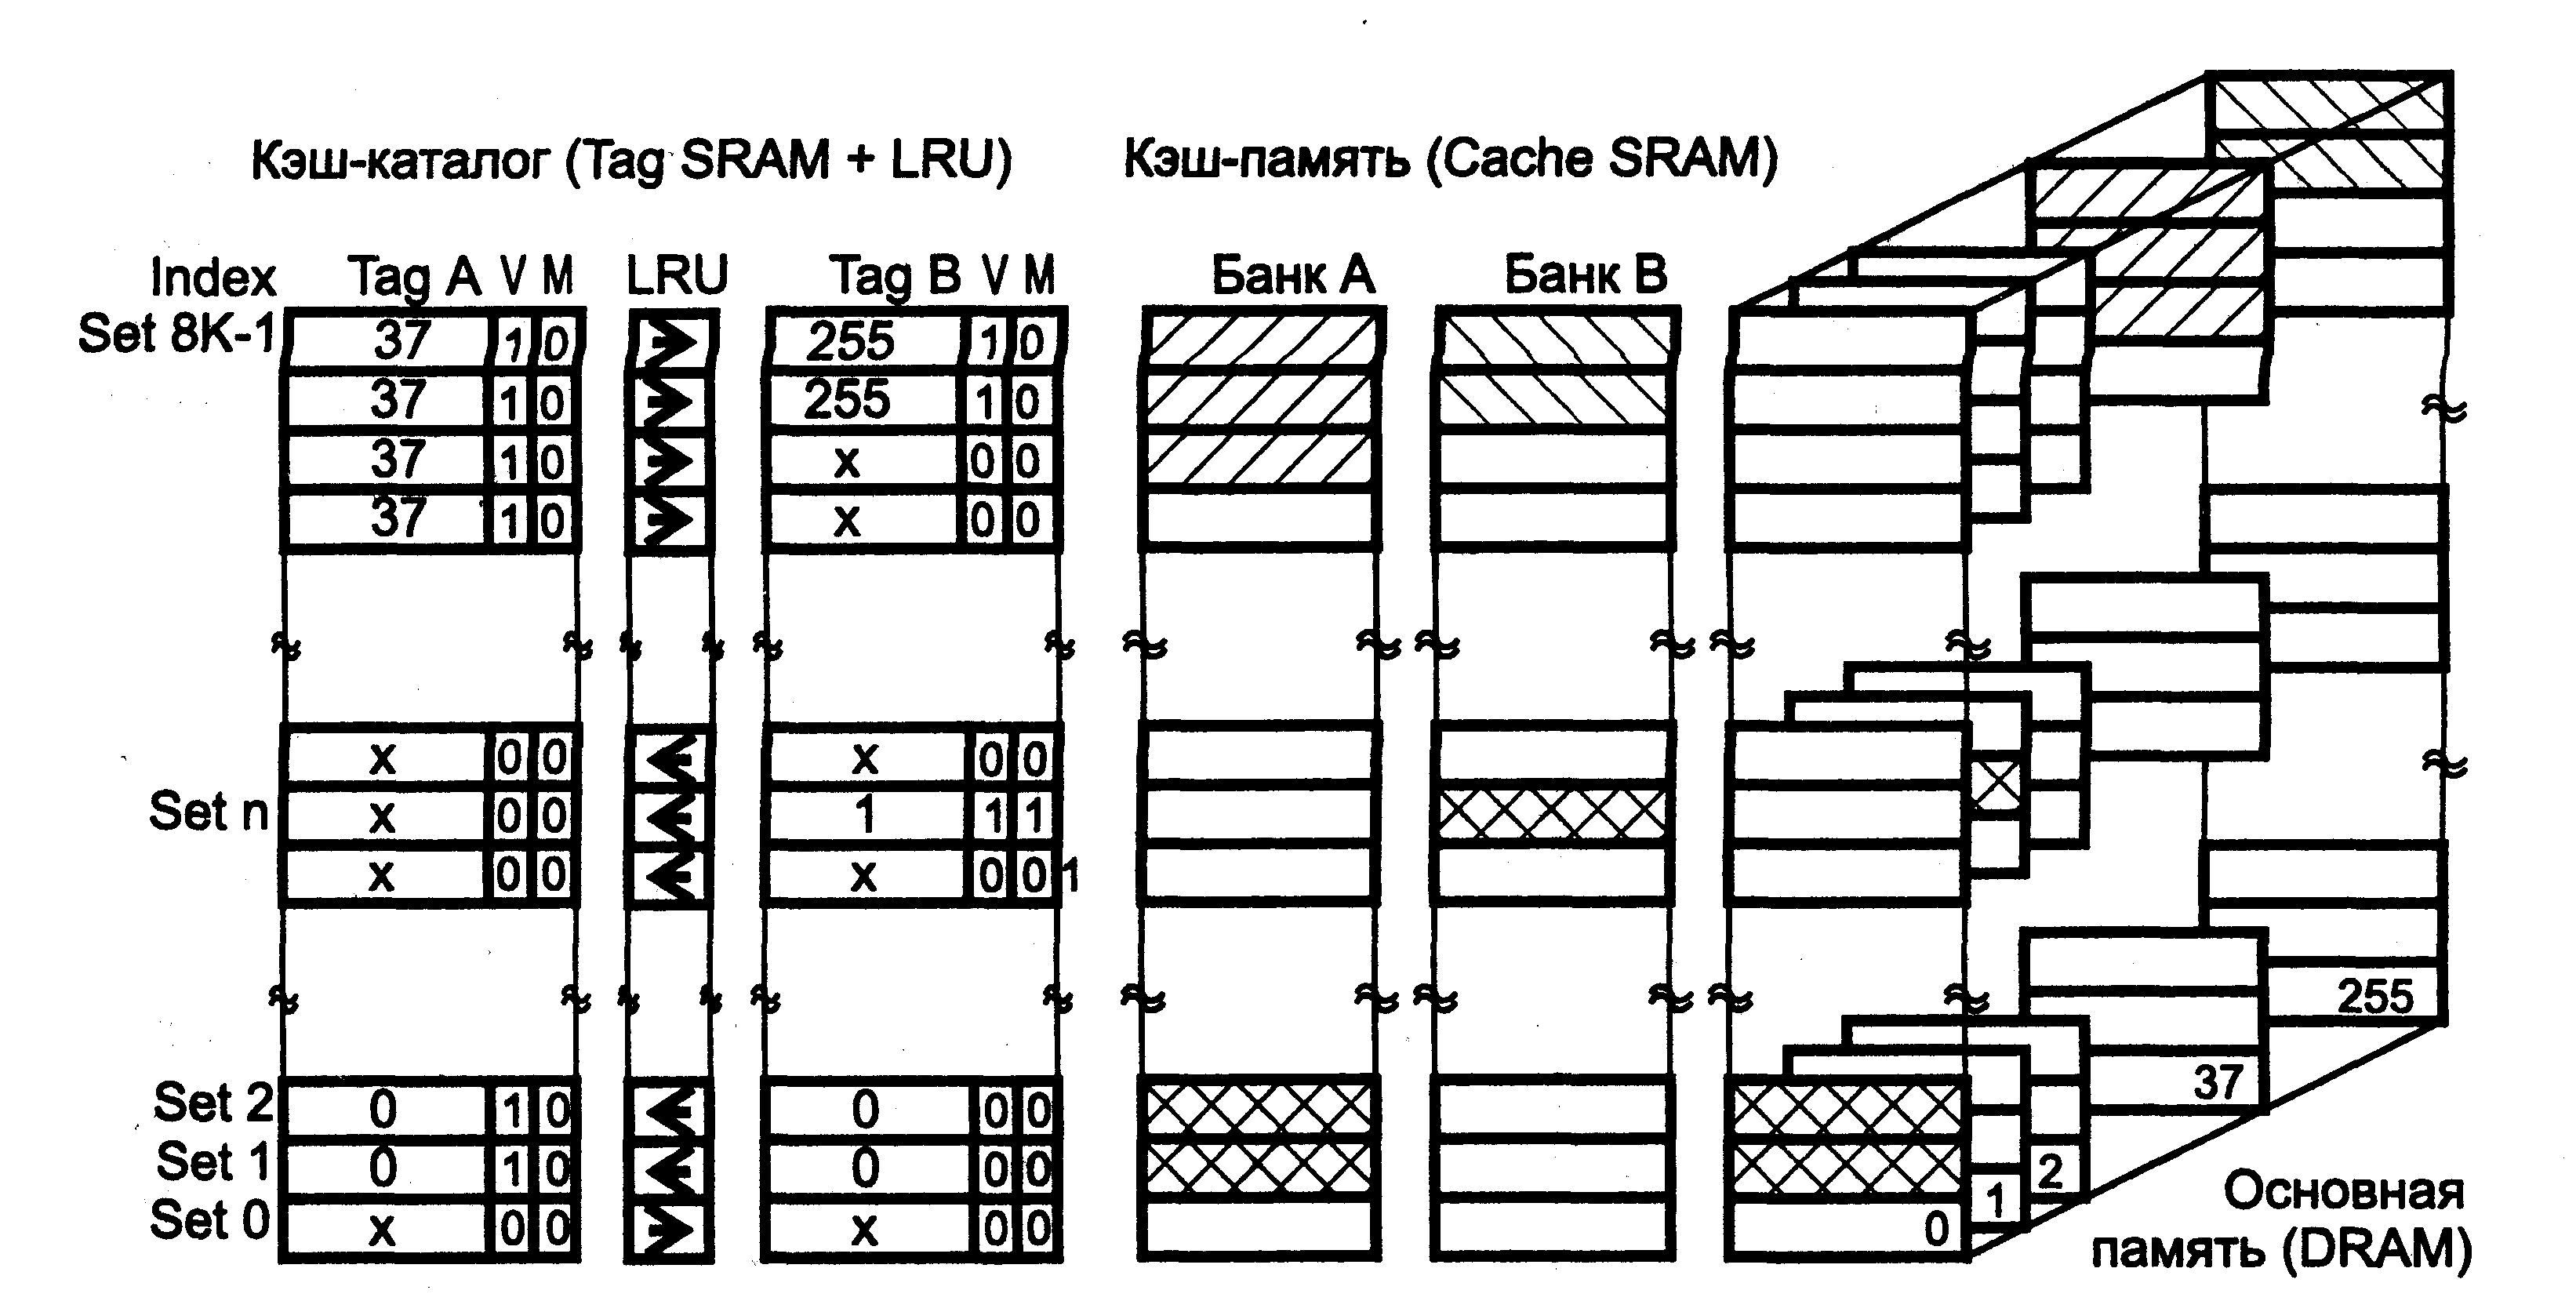 Кэш-каталог (Tag SRAM + LRU) Кэш-память (Cache SRAM)
Index Tag A V M LRU Tag B V M Банк А Банк В
Set 8K-1 37 1 0 255 1 0
37 1 0 255 1 0
37 1 0 x 0 0
37 1 0 x 0 0
x 0 0 x 0 0
Set n x 0 0 1 1 1
x 0 0 x 0 0 1
255
37
Set 2 0 1 0 0 0 0
Set 1 0 1 0 0 0 0 2
Set 0 x 0 0 x 0 0 0 1
Основная
память (DRAM)